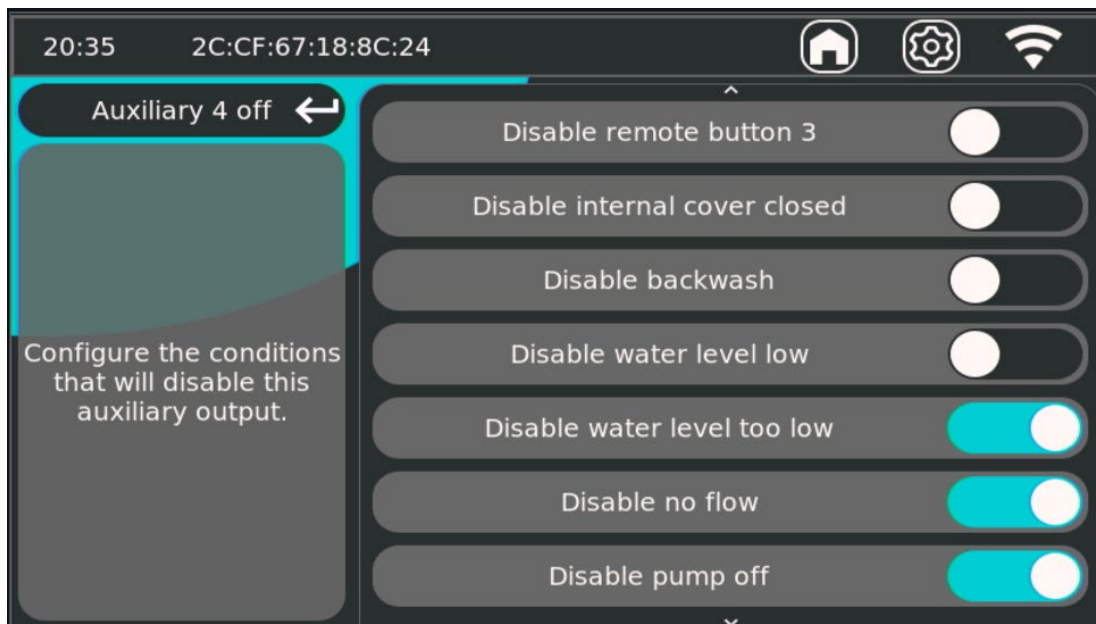 20:35 2C:CF:67:18:8C:24
Auxiliary 4 off
Configure the conditions
that will disable this
auxiliary output.
Disable remote button 3
Disable internal cover closed
Disable backwash
Disable water level low
Disable water level too low
Disable no flow
Disable pump off